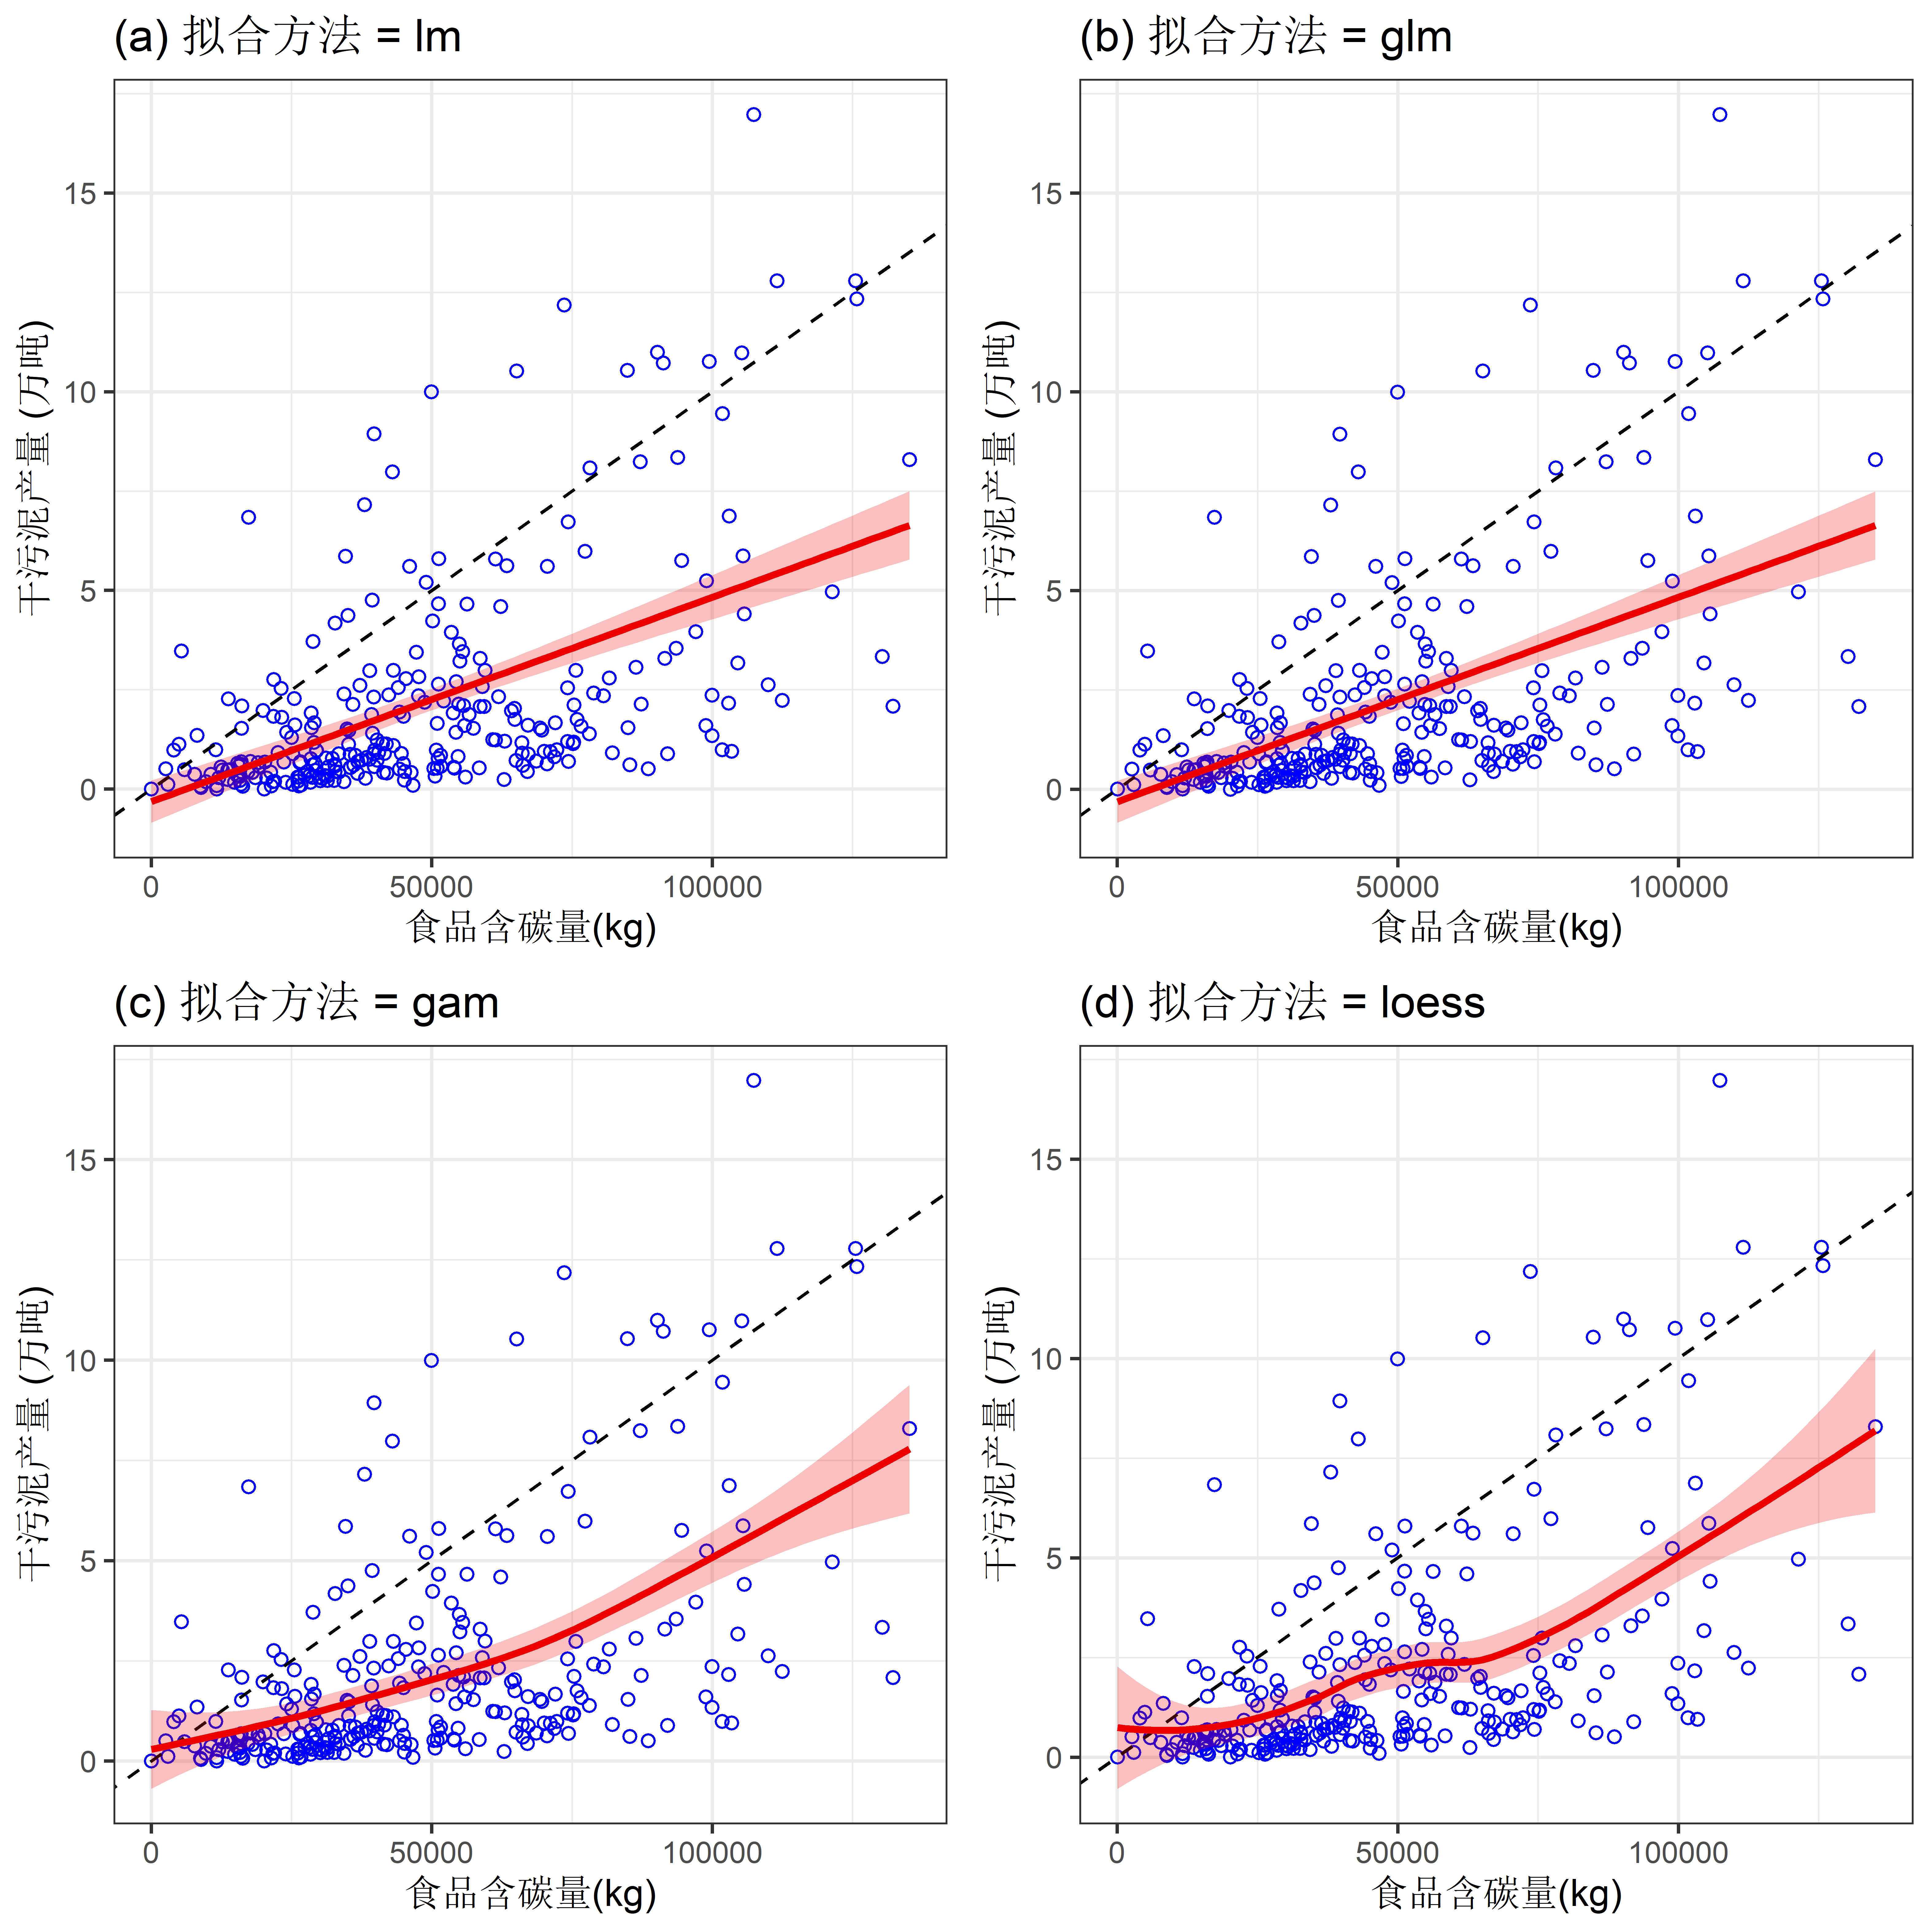 (a) 拟合方法 = lm
15
10
5
0
干污泥产量 (万吨)
0 50000 100000
食品含碳量(kg)
(b) 拟合方法 = glm
15
10
5
0
干污泥产量 (万吨)
0 50000 100000
食品含碳量(kg)
(c) 拟合方法 = gam
15
10
5
0
干污泥产量 (万吨)
0 50000 100000
食品含碳量(kg)
(d) 拟合方法 = loess
15
10
5
0
干污泥产量 (万吨)
0 50000 100000
食品含碳量(kg)